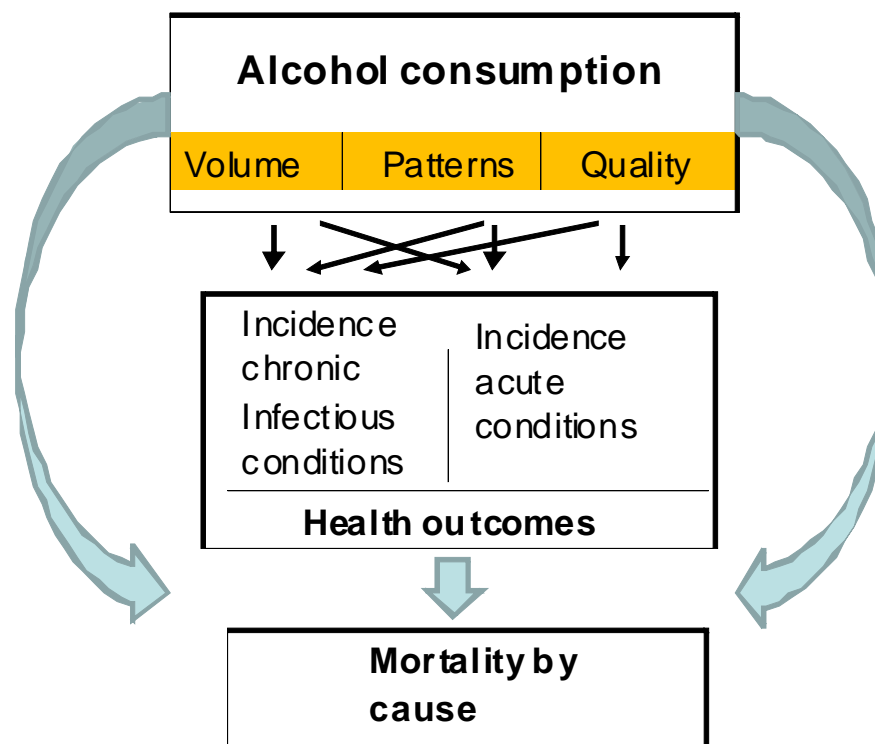 Alcohol consumption
Volume Patterns Quality
Incidence
chronic
Infectious
conditions
Incidence
acute
conditions
Health outcomes
Mortality by
cause